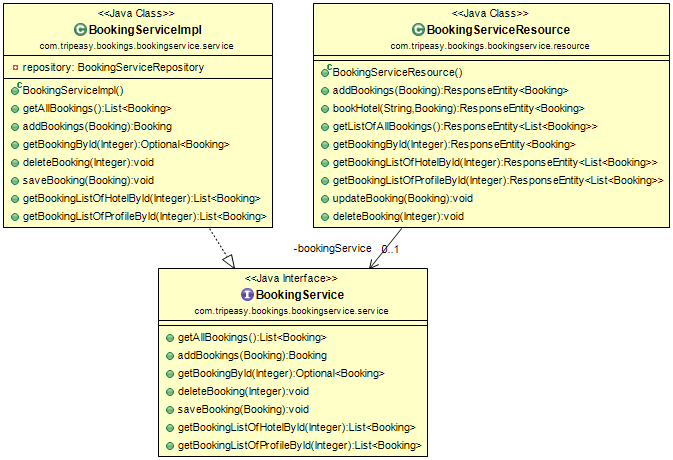 <<Java Class>>
C BookingServiceImpl
com.tripeasy.bookings.bookingservice.service
repository: BookingServiceRepository
C BookingServiceImpl()
getAllBookings():List<Booking>
addBookings(Booking):Booking
getBookingById(Integer):Optional<Booking>
deleteBooking(Integer):void
saveBooking(Booking):void
getBookingListOfHotelById(Integer):List<Booking>
getBookingListOfProfileById(Integer):List<Booking>
<<Java Class>>
C BookingServiceResource
com.tripeasy.bookings.bookingservice.resource
C BookingServiceResource()
addBookings(Booking):ResponseEntity<Booking>
bookHotel(String,Booking):ResponseEntity<Booking>
getListOfAllBookings():ResponseEntity<List<Booking>>
getBookingById(Integer):ResponseEntity<Booking>
getBookingListOfHotelById(Integer):ResponseEntity<List<Booking>>
getBookingListOfProfileById(Integer):ResponseEntity<List<Booking>>
updateBooking(Booking):void
deleteBooking(Integer):void
-bookingService
0..1
<<Java Interface>>
I BookingService
com.tripeasy.bookings.bookingservice.service
getAllBookings():List<Booking>
addBookings(Booking):Booking
getBookingById(Integer):Optional<Booking>
deleteBooking(Integer):void
saveBooking(Booking):void
getBookingListOfHotelById(Integer):List<Booking>
getBookingListOfProfileById(Integer):List<Booking>